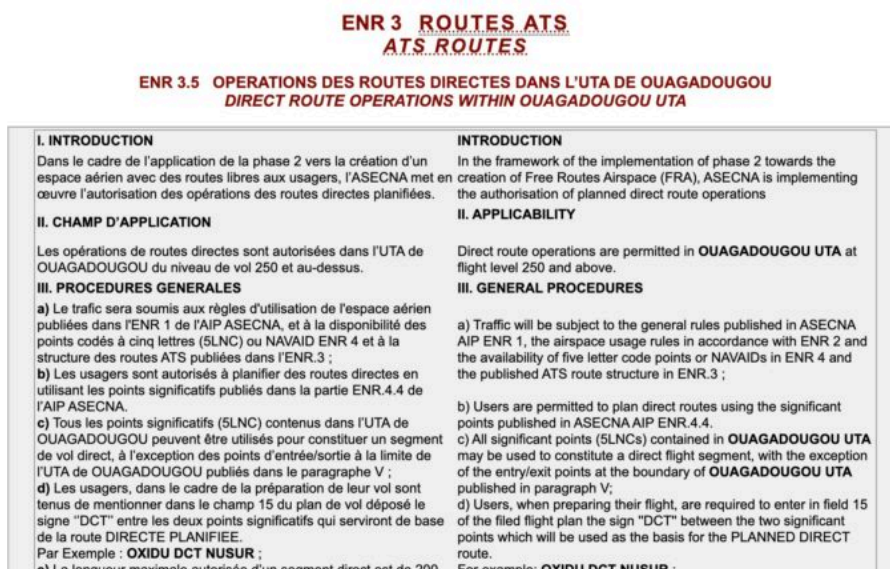 ENR 3 ROUTES ATS
ATS ROUTES
ENR 3.5 OPERATIONS DES ROUTES DIRECTES DANS L'UTA DE OUAGADOUGOU
DIRECT ROUTE OPERATIONS WITHIN OUAGADOUGOU UTA
I. INTRODUCTION
Dans le cadre de l'application de la phase 2 vers la création d'un
espace aérien avec des routes libres aux usagers, l'ASECNA met en
œuvre l'autorisation des opérations des routes directes planifiées.
II. CHAMP D'APPLICATION
Les opérations de routes directes sont autorisées dans l'UTA de
OUAGADOUGOU du niveau de vol 250 et au-dessus.
III. PROCEDURES GENERALES
a) Le trafic sera soumis aux règles d'utilisation de l'espace aérien
publiées dans l'ENR 1 de l'AIP ASECNA, et à la disponibilité des
points codés à cinq lettres (5LNC) ou NAVAID ENR 4 et à la
structure des routes ATS publiées dans l'ENR.3 ;
b) Les usagers sont autorisés à planifier des routes directes en
utilisant les points significatifs publiés dans la partie ENR.4.4 de
l'AIP ASECNA.
c) Tous les points significatifs (5LNC) contenus dans l'UTA de
OUAGADOUGOU peuvent être utilisés pour constituer un segment
de vol direct, à l'exception des points d'entrée/sortie à la limite de
l'UTA de OUAGADOUGOU publiés dans le paragraphe V ;
d) Les usagers, dans le cadre de la préparation de leur vol sont
tenus de mentionner dans le champ 15 du plan de vol déposé le
signe "DCT" entre les deux points significatifs qui serviront de base
de la route DIRECTE PLANIFIEE.
Par Exemple : OXIDU DCT NUSUR ;
e) La longueur maximale autorisée d'un segment direct est de 200
INTRODUCTION
In the framework of the implementation of phase 2 towards the
creation of Free Routes Airspace (FRA), ASECNA is implementing
the authorisation of planned direct route operations
II. APPLICABILITY
Direct route operations are permitted in OUAGADOUGOU UTA at
flight level 250 and above.
III. GENERAL PROCEDURES
a) Traffic will be subject to the general rules published in ASECNA
AIP ENR 1, the airspace usage rules in accordance with ENR 2 and
the availability of five letter code points or NAVAIDs in ENR 4 and
the published ATS route structure in ENR.3 ;
b) Users are permitted to plan direct routes using the significant
points published in ASECNA AIP ENR.4.4.
c) All significant points (5LNCs) contained in OUAGADOUGOU UTA
may be used to constitute a direct flight segment, with the exception
of the entry/exit points at the boundary of OUAGADOUGOU UTA
published in paragraph V;
d) Users, when preparing their flight, are required to enter in field 15
of the filed flight plan the sign "DCT" between the two significant
points which will be used as the basis for the PLANNED DIRECT
route.
For example: OXIDU DCT NUSUR ;